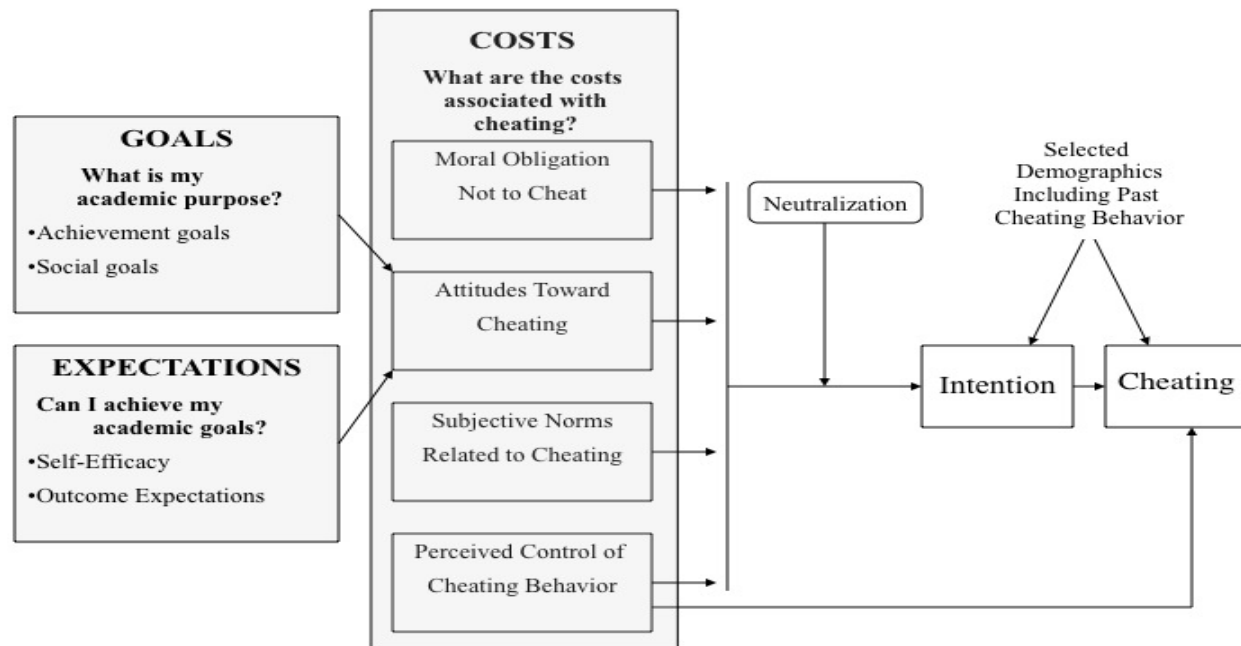 COSTS
What are the costs
associated with
cheating?
GOALS
What is my
academic purpose?
•Achievement goals
•Social goals
EXPECTATIONS
Can I achieve my
academic goals?
•Self-Efficacy
•Outcome Expectations
Moral Obligation
Not to Cheat
Attitudes Toward
Cheating
Subjective Norms
Related to Cheating
Perceived Control of
Cheating Behavior
Neutralization
Selected
Demographics
Including Past
Cheating Behavior
Intention
Cheating